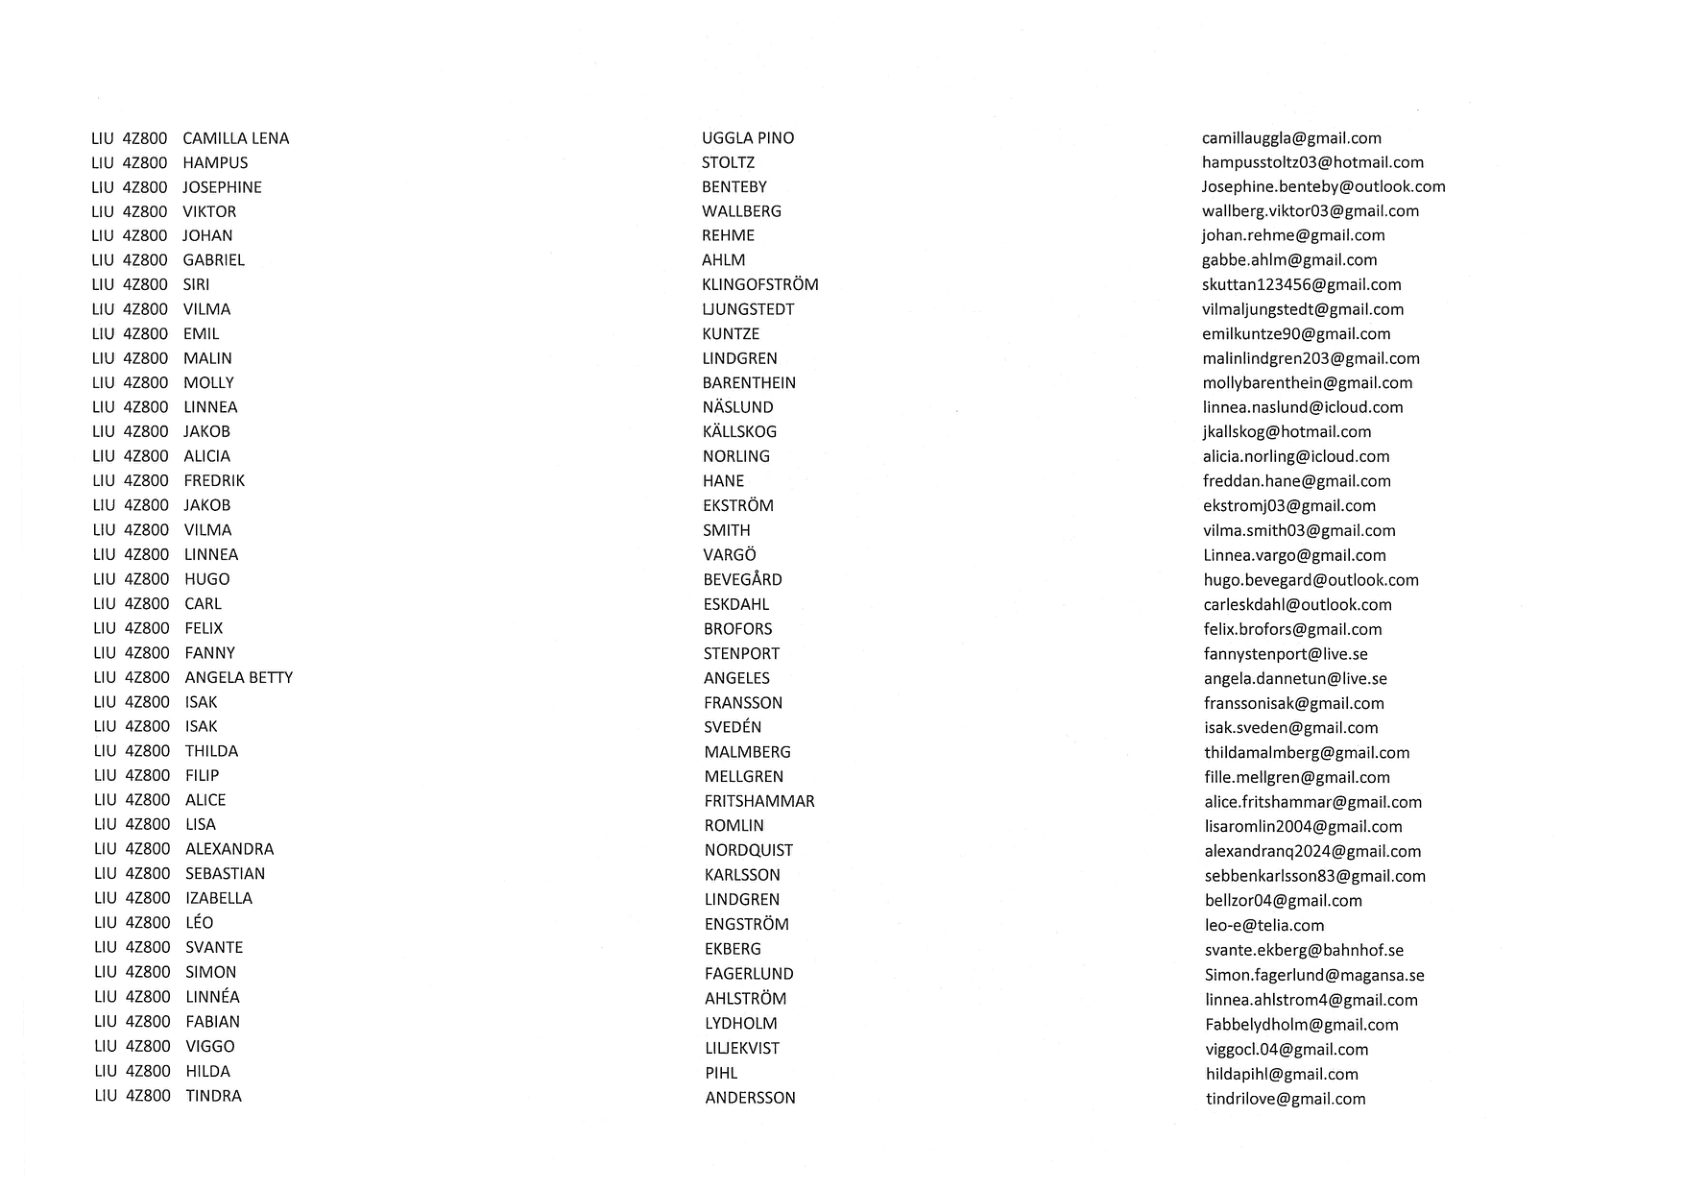 LIU 4Z800 CAMILLA LENA UGGLA PINO camillauggla@gmail.com
LIU 4Z800 HAMPUS STOLTZ hampusstoltz03@hotmail.com
LIU 4Z800 JOSEPHINE BENTEBY Josephine.benteby@outlook.com
LIU 4Z800 VIKTOR WALLBERG wallberg.viktor03@gmail.com
LIU 4Z800 JOHAN REHME johan.rehme@gmail.com
LIU 4Z800 GABRIEL AHLM gabbe.ahlm@gmail.com
LIU 4Z800 SIRI KLINGOFSTRÖM skuttan123456@gmail.com
LIU 4Z800 VILMA LJUNGSTEDT vilmaljungstedt@gmail.com
LIU 4Z800 EMIL KUNTZE emilkuntze90@gmail.com
LIU 4Z800 MALIN LINDGREN malinlindgren203@gmail.com
LIU 4Z800 MOLLY BARENTHEIN mollybarenthein@gmail.com
LIU 4Z800 LINNEA NÄSLUND linnea.naslund@icloud.com
LIU 4Z800 JAKOB KÄLLSKOG jkallskog@hotmail.com
LIU 4Z800 ALICIA NORLING alicia.norling@icloud.com
LIU 4Z800 FREDRIK HANE freddan.hane@gmail.com
LIU 4Z800 JAKOB EKSTRÖM ekstromj03@gmail.com
LIU 4Z800 VILMA SMITH vilma.smith03@gmail.com
LIU 4Z800 LINNEA VARGÖ Linnea.vargo@gmail.com
LIU 4Z800 HUGO BEVEGÅRD hugo.bevegard@outlook.com
LIU 4Z800 CARL ESKDAHL carleskdahl@outlook.com
LIU 4Z800 FELIX BROFORS felix.brofors@gmail.com
LIU 4Z800 FANNY STENPORT fannystenport@live.se
LIU 4Z800 ANGELA BETTY ANGELES angela.dannetun@live.se
LIU 4Z800 ISAK FRANSSON franssonisak@gmail.com
LIU 4Z800 ISAK SVEDÉN isak.sveden@gmail.com
LIU 4Z800 THILDA MALMBERG thildamalmberg@gmail.com
LIU 4Z800 FILIP MELLGREN fille.mellgren@gmail.com
LIU 4Z800 ALICE FRITSHAMMAR alice.fritshammar@gmail.com
LIU 4Z800 LISA ROMLIN lisaromlin2004@gmail.com
LIU 4Z800 ALEXANDRA NORDQUIST alexandranq2024@gmail.com
LIU 4Z800 SEBASTIAN KARLSSON sebbenkarlsson83@gmail.com
LIU 4Z800 IZABELLA LINDGREN bellzor04@gmail.com
LIU 4Z800 LÉO ENGSTRÖM leo-e@telia.com
LIU 4Z800 SVANTE EKBERG svante.ekberg@bahnhof.se
LIU 4Z800 SIMON FAGERLUND Simon.fagerlund@magansa.se
LIU 4Z800 LINNÉA AHLSTRÖM linnea.ahlstrom4@gmail.com
LIU 4Z800 FABIAN LYDHOLM Fabbelydholm@gmail.com
LIU 4Z800 VIGGO LILJEKVIST viggocl.04@gmail.com
LIU 4Z800 HILDA PIHL hildapihl@gmail.com
LIU 4Z800 TINDRA ANDERSSON tindrilove@gmail.com